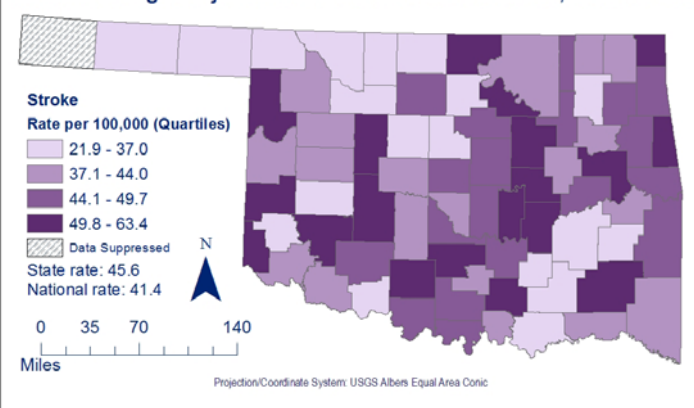 Stroke
Rate per 100,000 (Quartiles)
21.9 - 37.0
37.1 - 44.0
44.1 - 49.7
49.8 - 63.4
Data Suppressed
State rate: 45.6
National rate: 41.4
N
0 35 70 140
Miles
Projection/Coordinate System: USGS Albers Equal Area Conic